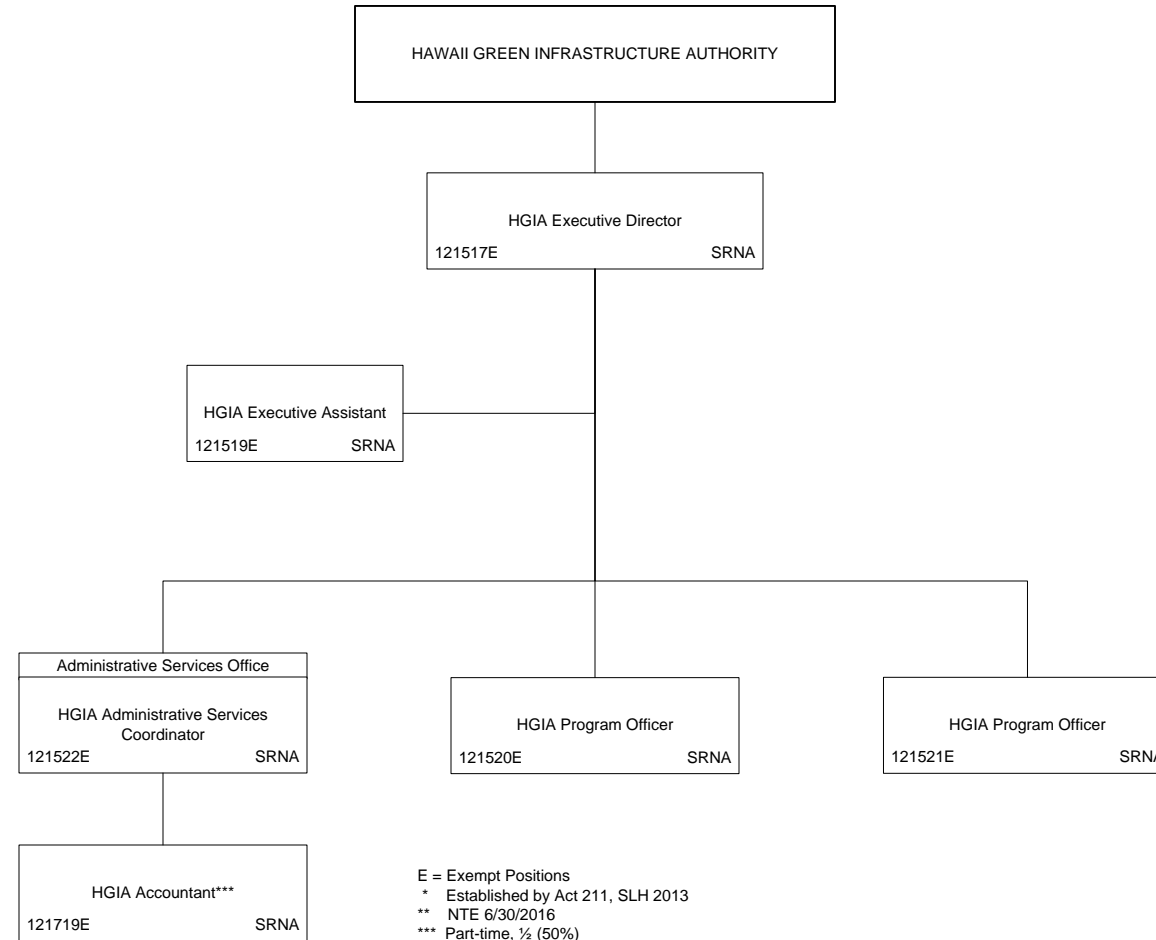 HAWAII GREEN INFRASTRUCTURE AUTHORITY
HGIA Executive Director
121517E SRNA
HGIA Executive Assistant
121519E SRNA
Administrative Services Office
HGIA Administrative Services
Coordinator
121522E SRNA
HGIA Program Officer
121520E SRNA
HGIA Program Officer
121521E SRNA
HGIA Accountant***
121719E SRNA
E = Exempt Positions
* Established by Act 211, SLH 2013
** NTE 6/30/2016
*** Part-time, ½ (50%)